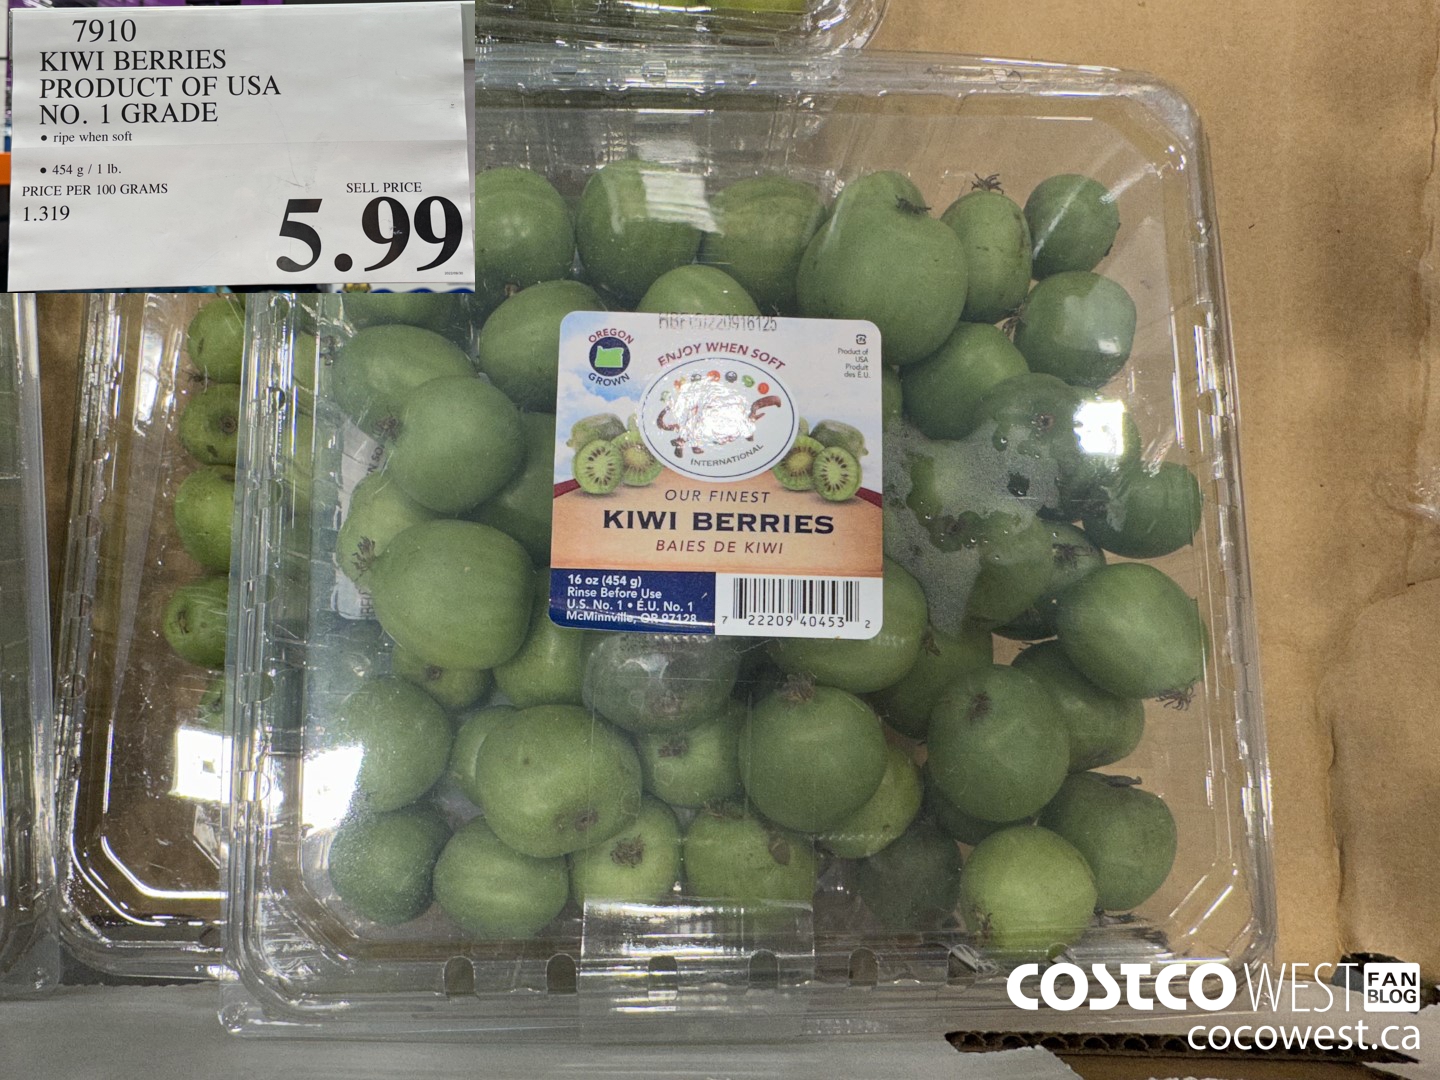 7910
KIWI BERRIES
PRODUCT OF USA
NO. 1 GRADE
• ripe when soft
• 454 g / 1 lb.
PRICE PER 100 GRAMS
SELL PRICE
1.319
5.99
OREGON
GROWN
ENJOY WHEN SOFT
INTERNATIONAL
Product of
USA
Produit
des É.U.
OUR FINEST
KIWI BERRIES
BAIES DE KIWI
16 oz (454 g)
Rinse Before Use
U.S. No. 1 • É.U. No. 1
McMinnville, OR 97128
7 22209 40453 2
COSTCO WEST FAN BLOG
cocowest.ca